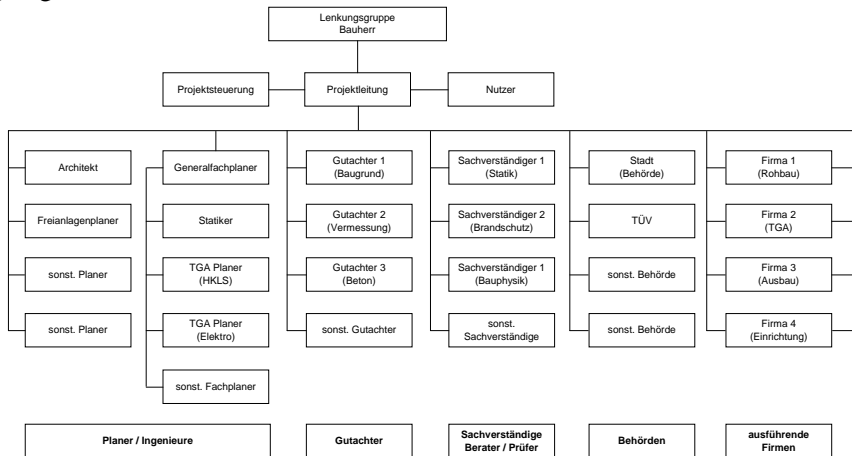 Lenkungsgruppe
Bauherr
Projektsteuerung
Projektleitung
Nutzer
Architekt
Generalfachplaner
Gutachter 1
(Baugrund)
Sachverständiger 1
(Statik)
Stadt
(Behörde)
Firma 1
(Rohbau)
Freianlagenplaner
Statiker
Gutachter 2
(Vermessung)
Sachverständiger 2
(Brandschutz)
TÜV
Firma 2
(TGA)
sonst. Planer
TGA Planer
(HKLS)
Gutachter 3
(Beton)
Sachverständiger 1
(Bauphysik)
sonst. Behörde
Firma 3
(Ausbau)
sonst. Planer
TGA Planer
(Elektro)
sonst. Gutachter
sonst.
Sachverständige
sonst. Behörde
Firma 4
(Einrichtung)
sonst. Fachplaner
Planer / Ingenieure
Gutachter
Sachverständige
Berater / Prüfer
Behörden
ausführende
Firmen